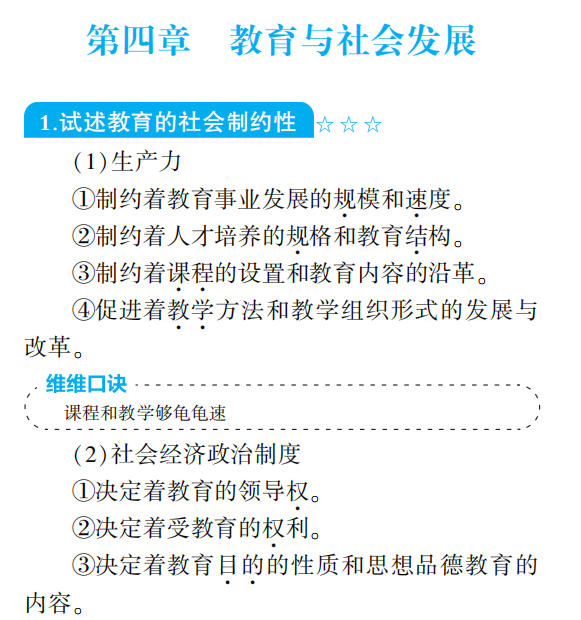 第四章 教育与社会发展
1.试述教育的社会制约性☆☆☆
(1)生产力
①制约着教育事业发展的规模和速度。
②制约着人才培养的规格和教育结构。
③制约着课程的设置和教育内容的沿革。
④促进着教学方法和教学组织形式的发展与
改革。
维维口诀
课程和教学够龟龟速
(2)社会经济政治制度
①决定着教育的领导权。
②决定着受教育的权利。
③决定着教育目的的性质和思想品德教育的
内容。